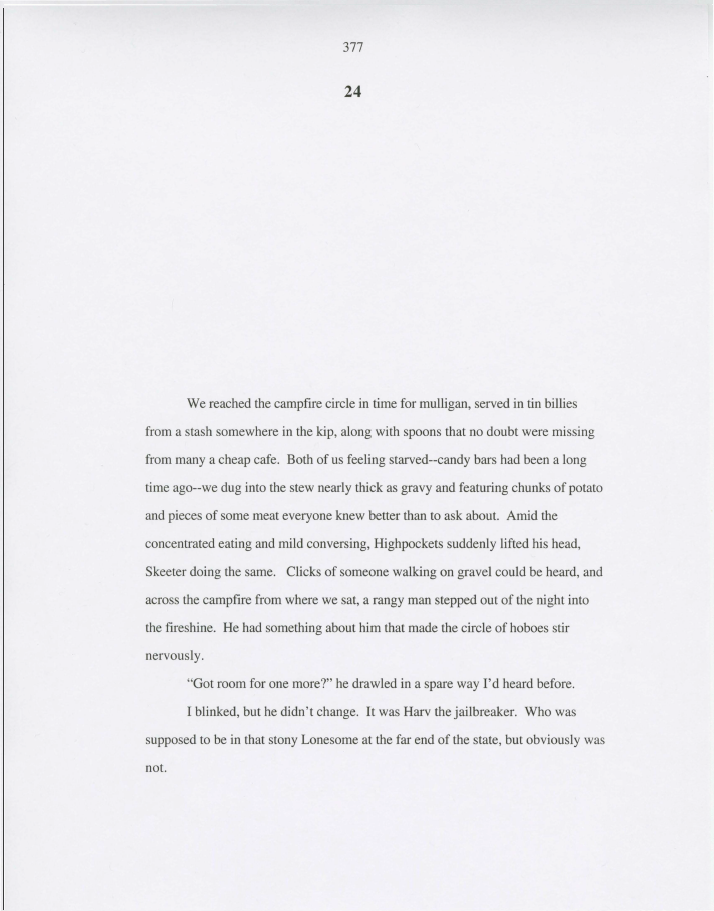 377
24
We reached the campfire circle in time for mulligan, served in tin billies
from a stash somewhere in the kip, along with spoons that no doubt were missing
from many a cheap cafe.  Both of us feeling starved--candy bars had been a long
time ago--we dug into the stew nearly thick as gravy and featuring chunks of potato
and pieces of some meat everyone knew better than to ask about.  Amid the
concentrated eating and mild conversing, Highpockets suddenly lifted his head,
Skeeter doing the same.   Clicks of someone walking on gravel could be heard, and
across the campfire from where we sat, a rangy man stepped out of the night into
the fireshine.  He had something about him that made the circle of hoboes stir
nervously.
“Got room for one more?” he drawled in a spare way I’d heard before.
I blinked, but he didn’t change.  It was Harv the jailbreaker.  Who was
supposed to be in that stony Lonesome at the far end of the state, but obviously was
not.